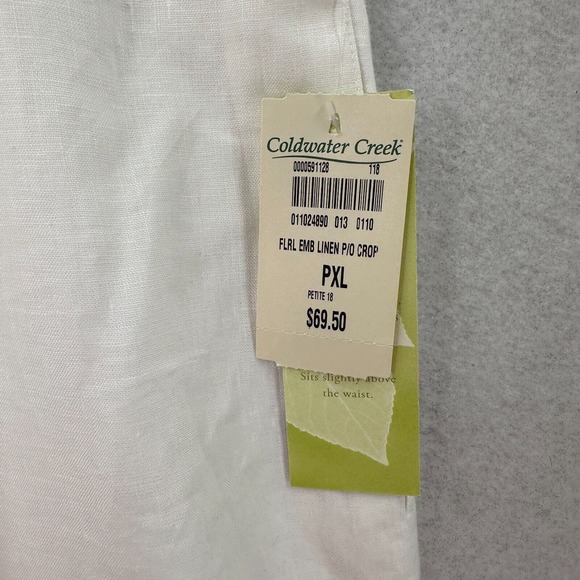 Coldwater Creek®
0000591128 118
011024890 013 0110
FLRL EMB LINEN P/O CROP
PXL
PETITE 18
$69.50
Sits slightly above
the waist.